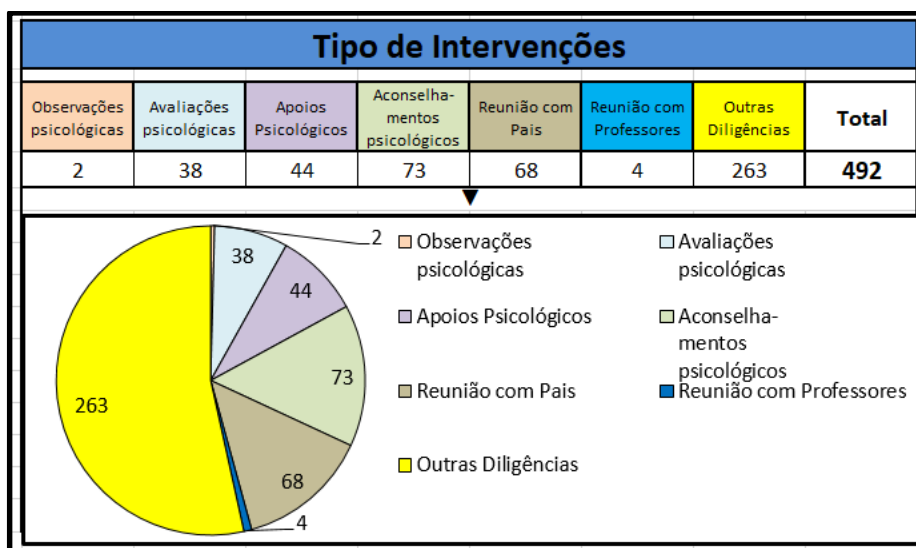 Tipo de Intervenções
Observações
psicológicas
Avaliações
psicológicas
Apoios
Psicológicos
Aconselha-
mentos
psicológicos
Reunião com
Pais
Reunião com
Professores
Outras
Diligências
Total
2
38
44
73
68
4
263
492
2
38
44
73
68
4
263
Observações
psicológicas
Avaliações
psicológicas
Apoios Psicológicos
Aconselha-
mentos
psicológicos
Reunião com Pais
Reunião com Professores
Outras Diligências